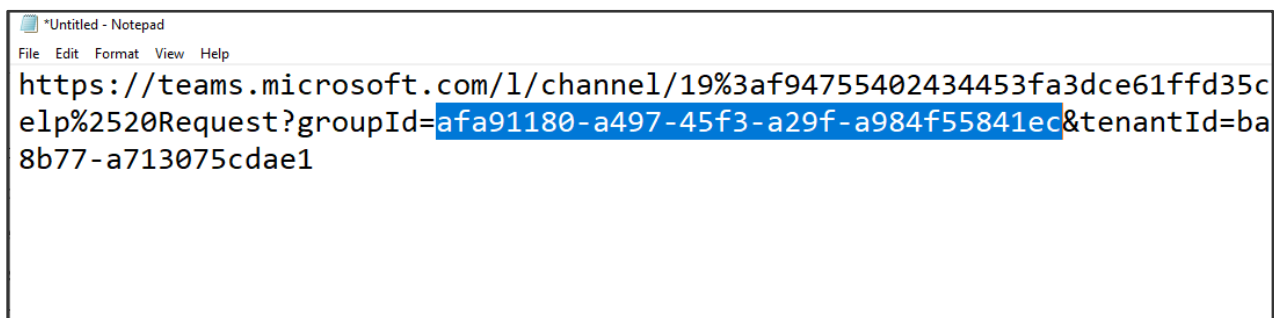 *Untitled - Notepad
File Edit Format View Help
https://teams.microsoft.com/l/channel/19%3af94755402434453fa3dce61ffd35c
elp%2520Request?groupId=afa91180-a497-45f3-a29f-a984f55841ec&tenantId=ba
8b77-a713075cdae1